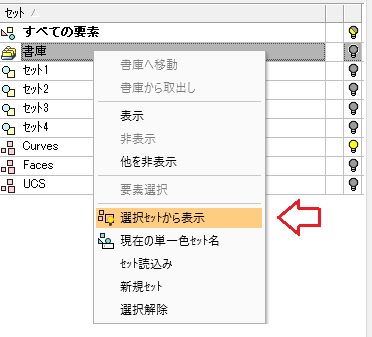 セット
すべての要素
書庫
セット1
セット2
セット3
セット4
Curves
Faces
UCS
書庫へ移動
書庫から取出し
表示
非表示
他を非表示
要素選択
選択セットから表示
現在の単一色セット名
セット読込み
新規セット
選択解除